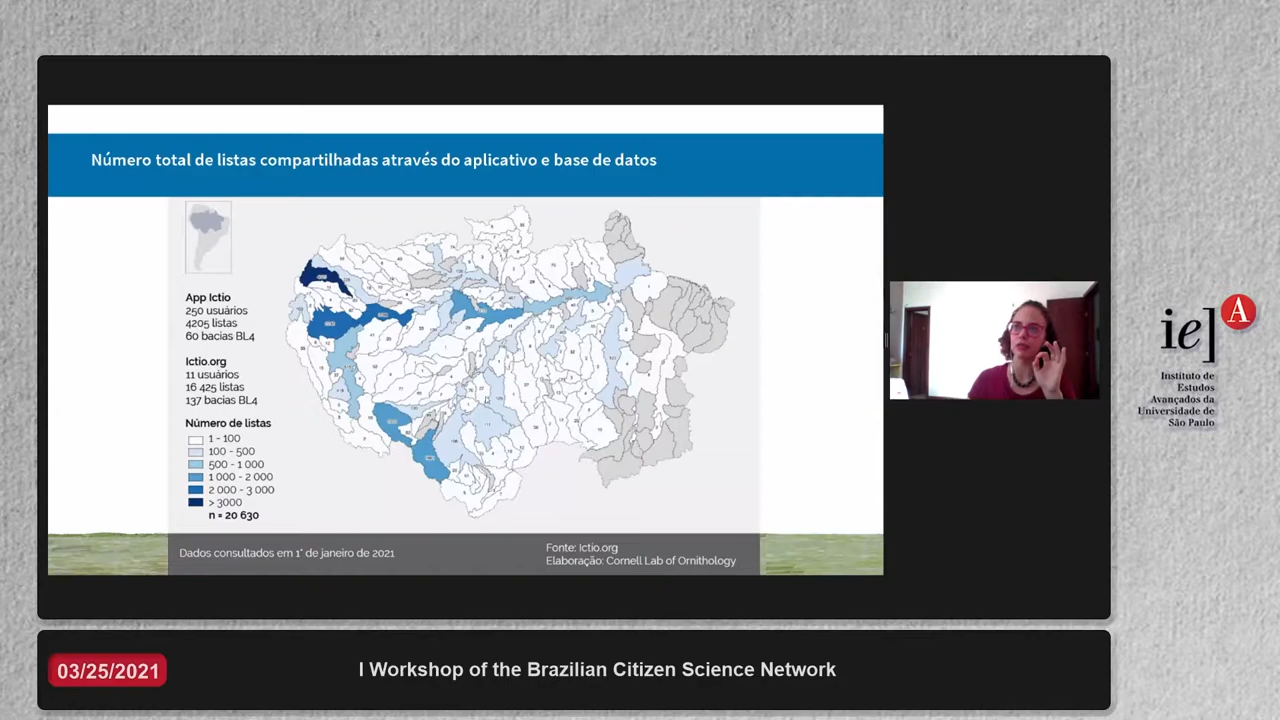 Número total de listas compartilhadas através do aplicativo e base de datos
App Ictio
250 usuários
4205 listas
60 bacias BL4
Ictio.org
11 usuários
16 425 listas
137 bacias BL4
Número de listas
1 - 100
100 - 500
500 - 1 000
1 000 - 2 000
2 000 - 3 000
> 3000
n = 20 630
Dados consultados em 1° de janeiro de 2021
Fonte: Ictio.org
Elaboração: Cornell Lab of Ornithology
ie] A
Instituto de
Estudos
Avançados da
Universidade de
São Paulo
03/25/2021
I Workshop of the Brazilian Citizen Science Network